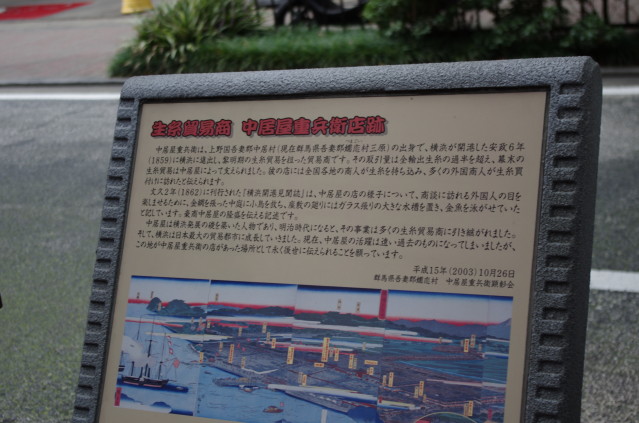 生糸貿易商 中居屋重兵衛店跡
中居屋重兵衛は、上野国吾妻郡中居村(現在群馬県吾妻郡嬬恋村三原)の出身で、横浜が開港した安政6年
(1859)に横浜に進出し、黎明期の生糸貿易を担った貿易商です。その取引量は全輸出生糸の過半を超え、幕末の
生糸貿易は中居屋によって支えられました。彼の店には全国各地の商人が生糸を持ち込み、多くの外国商人が生糸買
付けに訪れたと伝えられます。
文久2年(1862)に刊行された「横浜開港見聞誌」は、中居屋の店の様子について、商談に訪れる外国人の目を
楽しませるために、金網を張った中庭に小鳥を放ち、座敷の廻りにはガラス張りの大きな水槽を置き、金魚を泳がせていた
と記しています。豪商中居屋の繁盛を伝える記述です。
中居屋は横浜発展の礎を築いた人物であり、明治時代になると、その事業は多くの生糸貿易商に引き継がれました。
そして、横浜は日本最大の貿易都市に成長していきました。現在、中居屋の活躍は遠い過去のものになってしまいましたが、
この地が中居屋重兵衛の店があった場所として永く後世に伝えられることを願っています。
平成15年(2003)10月26日
群馬県吾妻郡嬬恋村 中居屋重兵衛顕彰会